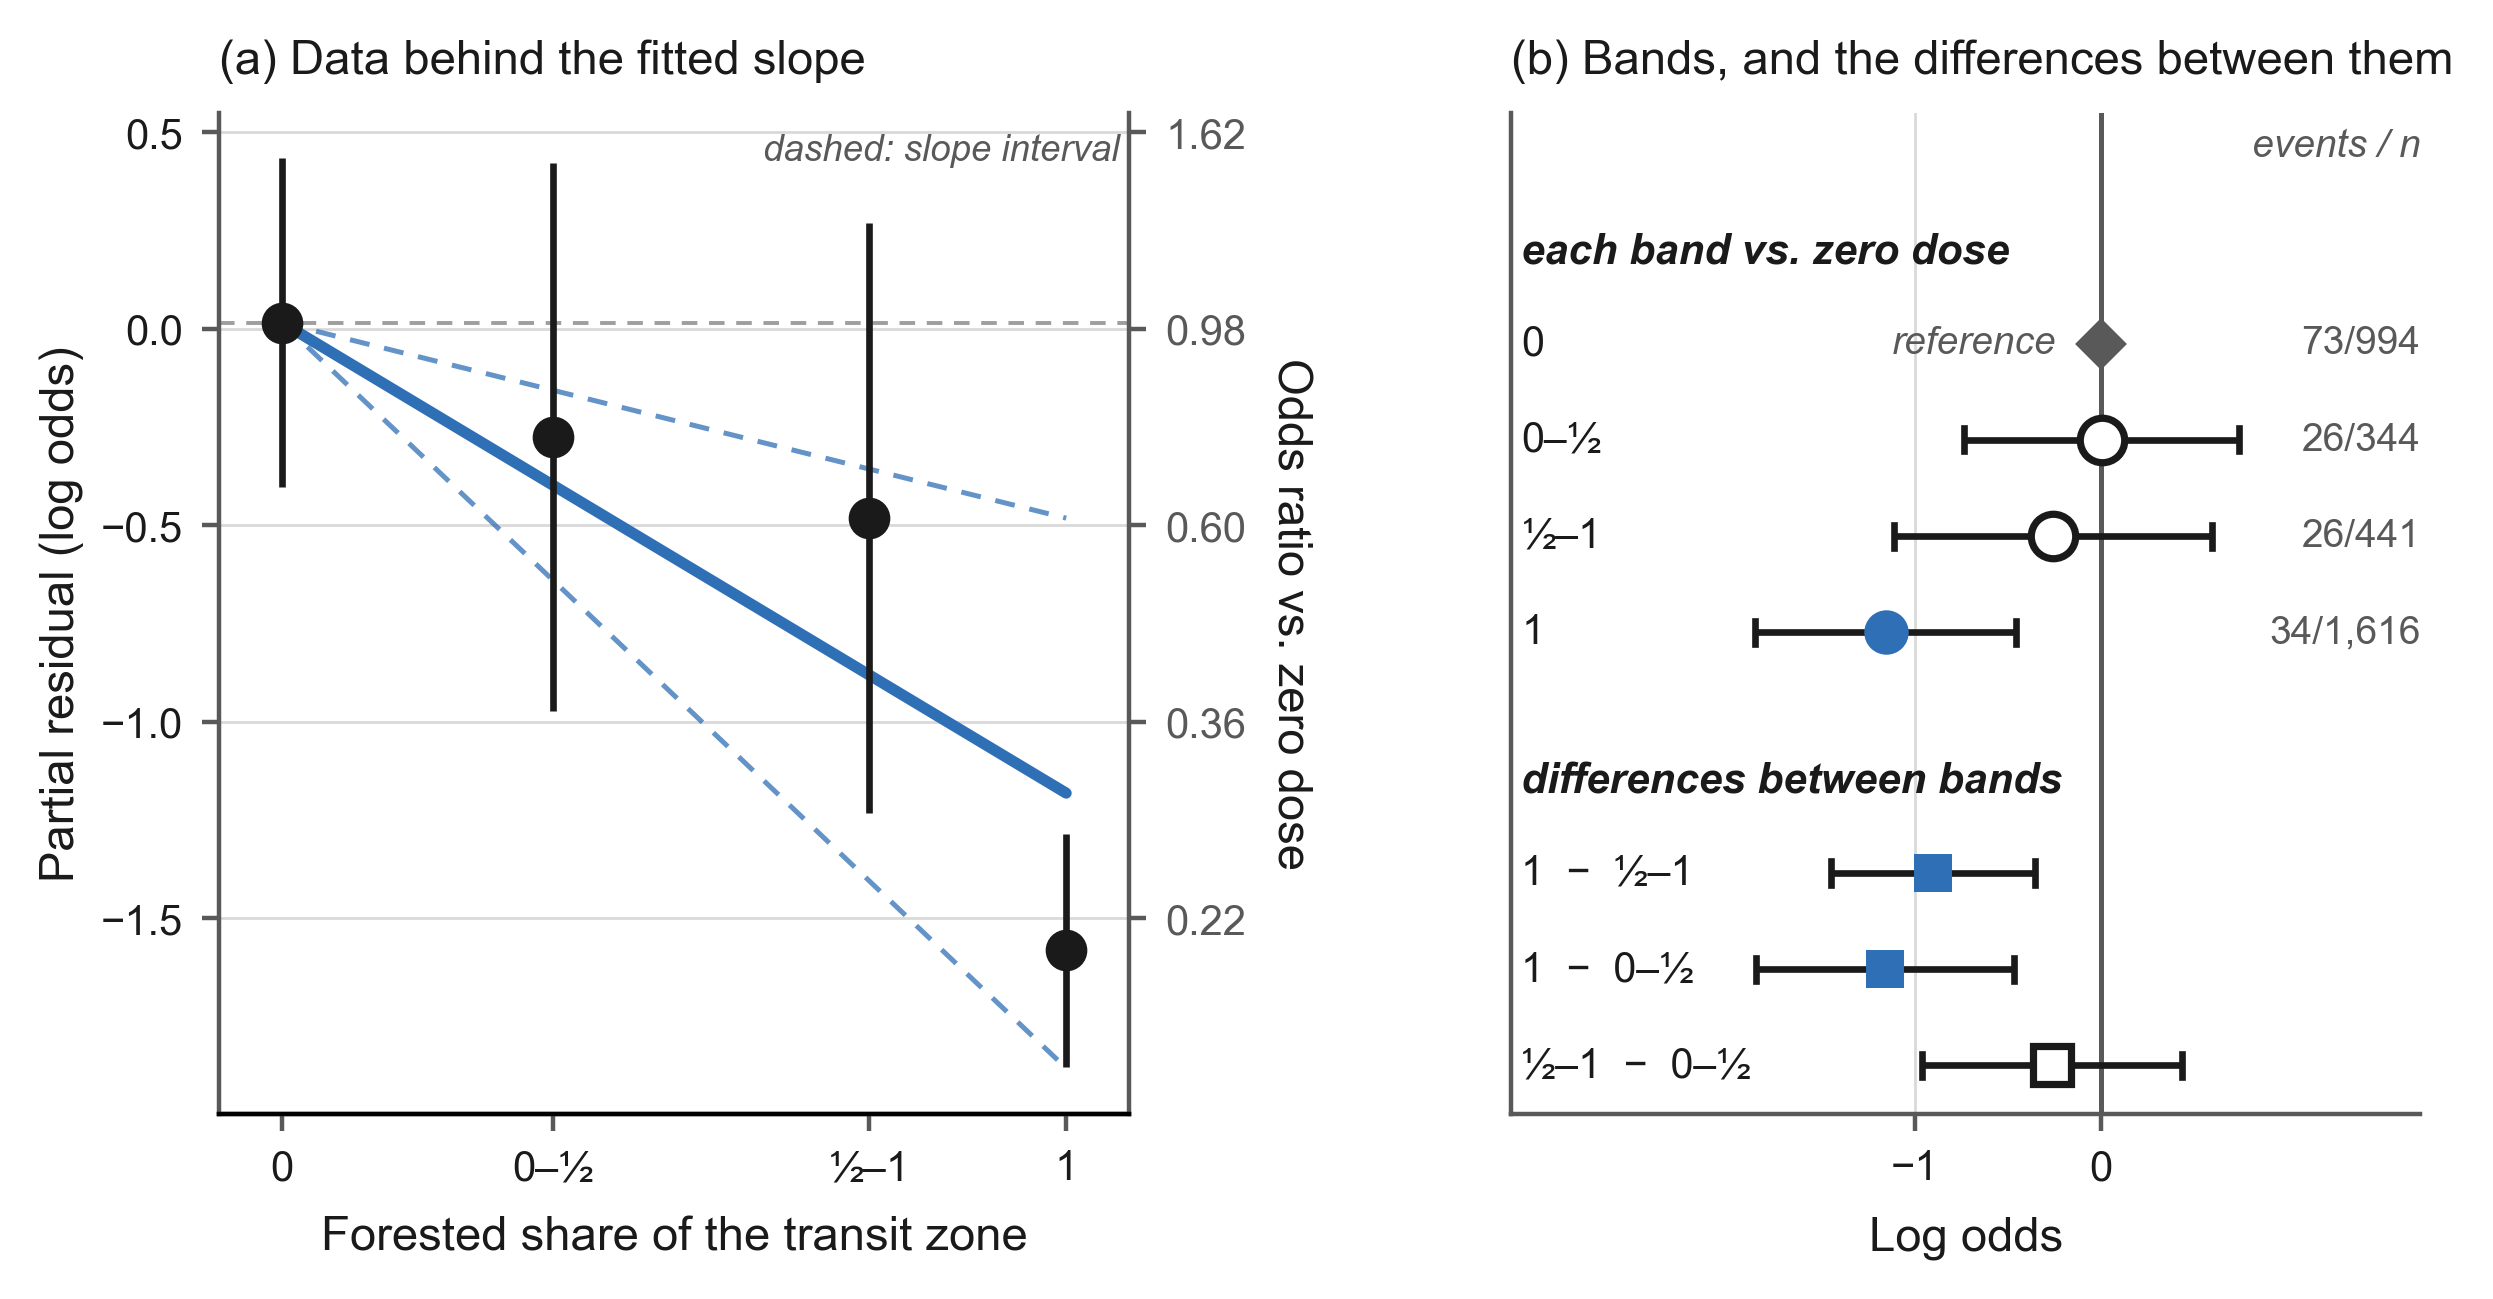 (a) Data behind the fitted slope
0.5
0.0
−0.5
−1.0
−1.5
Partial residual (log odds)
dashed: slope interval
1.62
0.98
0.60
0.36
0.22
Odds ratio vs. zero dose
0
0–½
½–1
1
Forested share of the transit zone
(b) Bands, and the differences between them
events / n
each band vs. zero dose
0 reference 73/994
0–½ 26/344
½–1 26/441
1 34/1,616
differences between bands
1 − ½–1
1 − 0–½
½–1 − 0–½
−1
0
Log odds